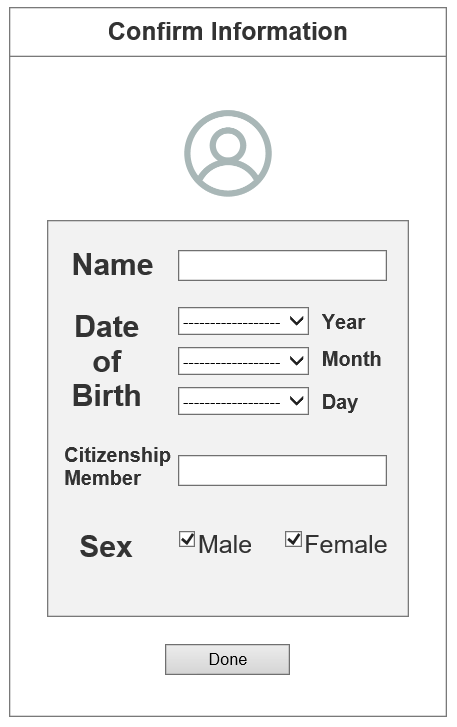 Confirm Information
Name
Date
of
Birth
------------------ Year
------------------ Month
------------------ Day
Citizenship
Member
Sex
Male
Female
Done